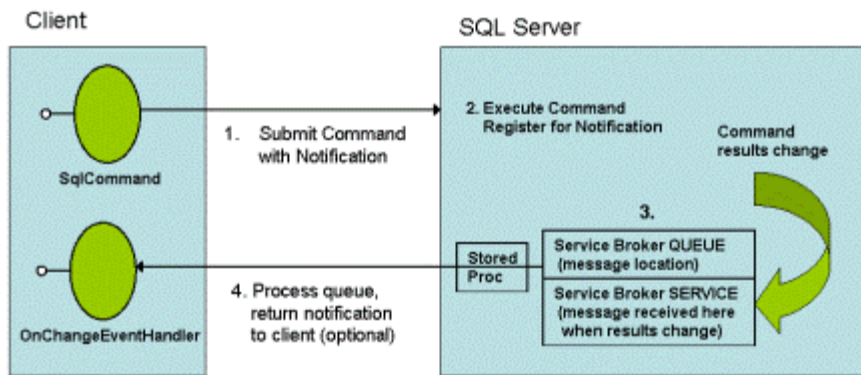 Client
SQL Server
SqlCommand
1. Submit Command
with Notification
2. Execute Command
Register for Notification
Command
results change
3.
Stored
Proc
Service Broker QUEUE
(message location)
Service Broker SERVICE
(message received here
when results change)
OnChangeEventHandler
4. Process queue,
return notification
to client (optional)